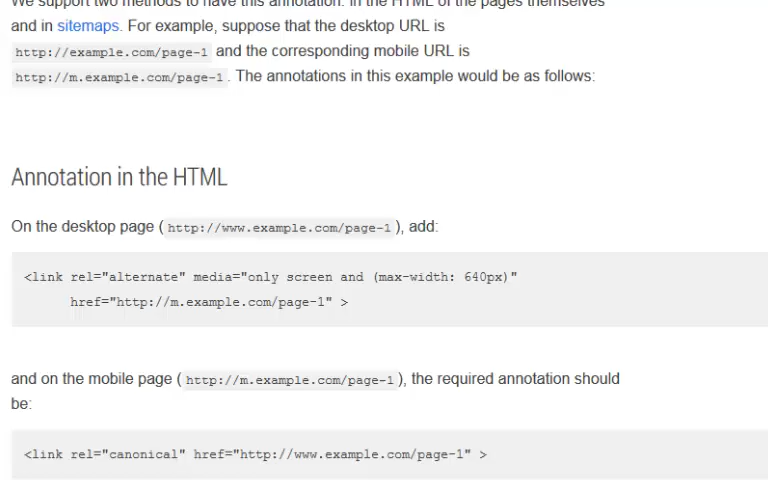 We support two methods to have this annotation: in the HTML of the pages themselves
and in sitemaps. For example, suppose that the desktop URL is
http://example.com/page-1 and the corresponding mobile URL is
http://m.example.com/page-1. The annotations in this example would be as follows:
Annotation in the HTML
On the desktop page (http://www.example.com/page-1), add:
<link rel="alternate" media="only screen and (max-width: 640px)"
href="http://m.example.com/page-1" >
and on the mobile page (http://m.example.com/page-1), the required annotation should
be:
<link rel="canonical" href="http://www.example.com/page-1" >